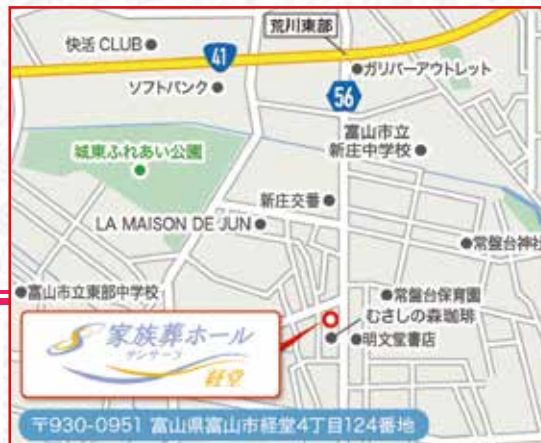 荒川東部
快活 CLUB
41
ガリバーアウトレット
ソフトバンク
56
富山市立
新庄中学校
城東ふれあい公園
新庄交番
LA MAISON DE JUN
常盤台神社
富山市立東部中学校
常盤台保育園
むさしの森珈琲
明文堂書店
家族葬ホール
サンサーラ
経堂
〒930-0951 富山県富山市経堂4丁目124番地